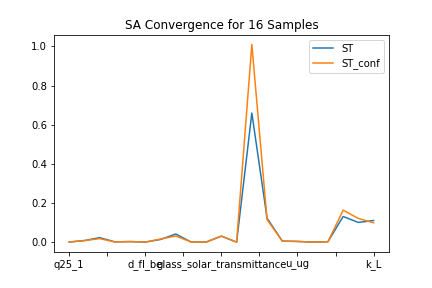 SA Convergence for 16 Samples
ST
ST_conf
1.0
0.8
0.6
0.4
0.2
0.0
q25_1
d_fl_bg
glass_solar_transmittance
u_ug
k_L